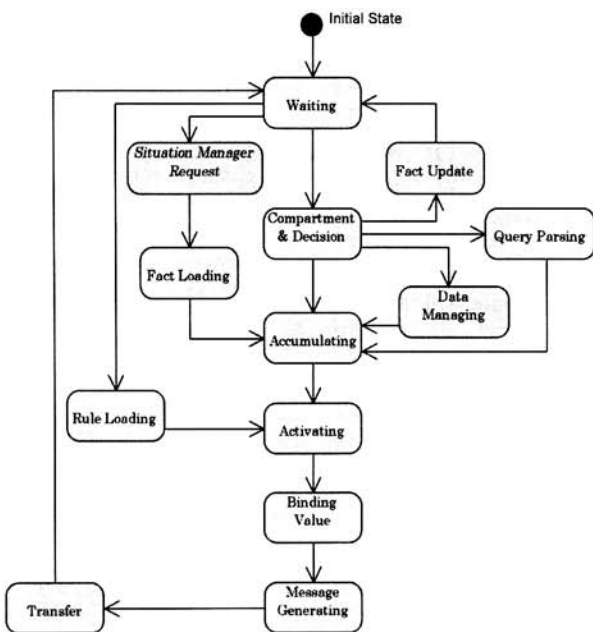 Initial State
Waiting
Situation Manager
Request
Fact Update
Compartment
& Decision
Query Parsing
Fact Loading
Data
Managing
Accumulating
Rule Loading
Activating
Binding
Value
Message
Generating
Transfer